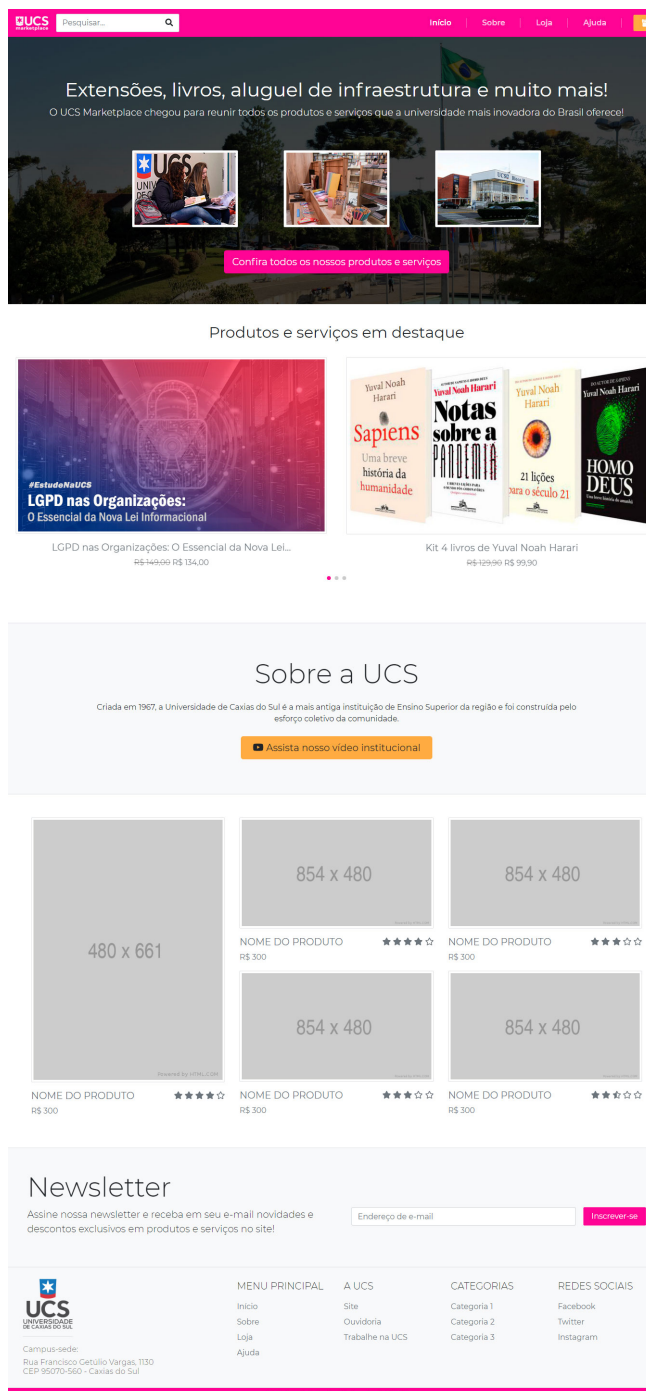 UCS
marketplace
Pesquisar...
Início
Sobre
Loja
Ajuda
Extensões, livros, aluguel de infraestrutura e muito mais!
O UCS Marketplace chegou para reunir todos os produtos e serviços que a universidade mais inovadora do Brasil oferece!
UCS
Confira todos os nossos produtos e serviços
Produtos e serviços em destaque
#EstudeNaUCS
LGPD nas Organizações:
O Essencial da Nova Lei Informacional
Yuval Noah
Harari
Sapiens
Uma breve
história da
humanidade
Yuval Noah Harari
Notas
sobre a
PANDEMIA
Yuval Noah
Harari
21 lições
para o século 21
Yuval Noah Harari
HOMO
DEUS
Uma breve história do amanhã
LGPD nas Organizações: O Essencial da Nova Lei...
R$ 149,00 R$ 134,00
Kit 4 livros de Yuval Noah Harari
R$ 129,90 R$ 99,90
Sobre a UCS
Criada em 1967, a Universidade de Caxias do Sul é a mais antiga instituição de Ensino Superior da região e foi construída pelo
esforço coletivo da comunidade.
Assista nosso vídeo institucional
480 x 661
Powered by HTML.COM
NOME DO PRODUTO
R$ 300
854 x 480
NOME DO PRODUTO
R$ 300
854 x 480
NOME DO PRODUTO
R$ 300
854 x 480
NOME DO PRODUTO
R$ 300
854 x 480
NOME DO PRODUTO
R$ 300
Newsletter
Assine nossa newsletter e receba em seu e-mail novidades e
descontos exclusivos em produtos e serviços no site!
Endereço de e-mail
Inscrever-se
UCS
UNIVERSIDADE
DE CAXIAS DO SUL
Campus-sede:
Rua Francisco Getúlio Vargas, 1130
CEP 95070-560 - Caxias do Sul
MENU PRINCIPAL
Início
Sobre
Loja
Ajuda
A UCS
Site
Ouvidoria
Trabalhe na UCS
CATEGORIAS
Categoria 1
Categoria 2
Categoria 3
REDES SOCIAIS
Facebook
Twitter
Instagram